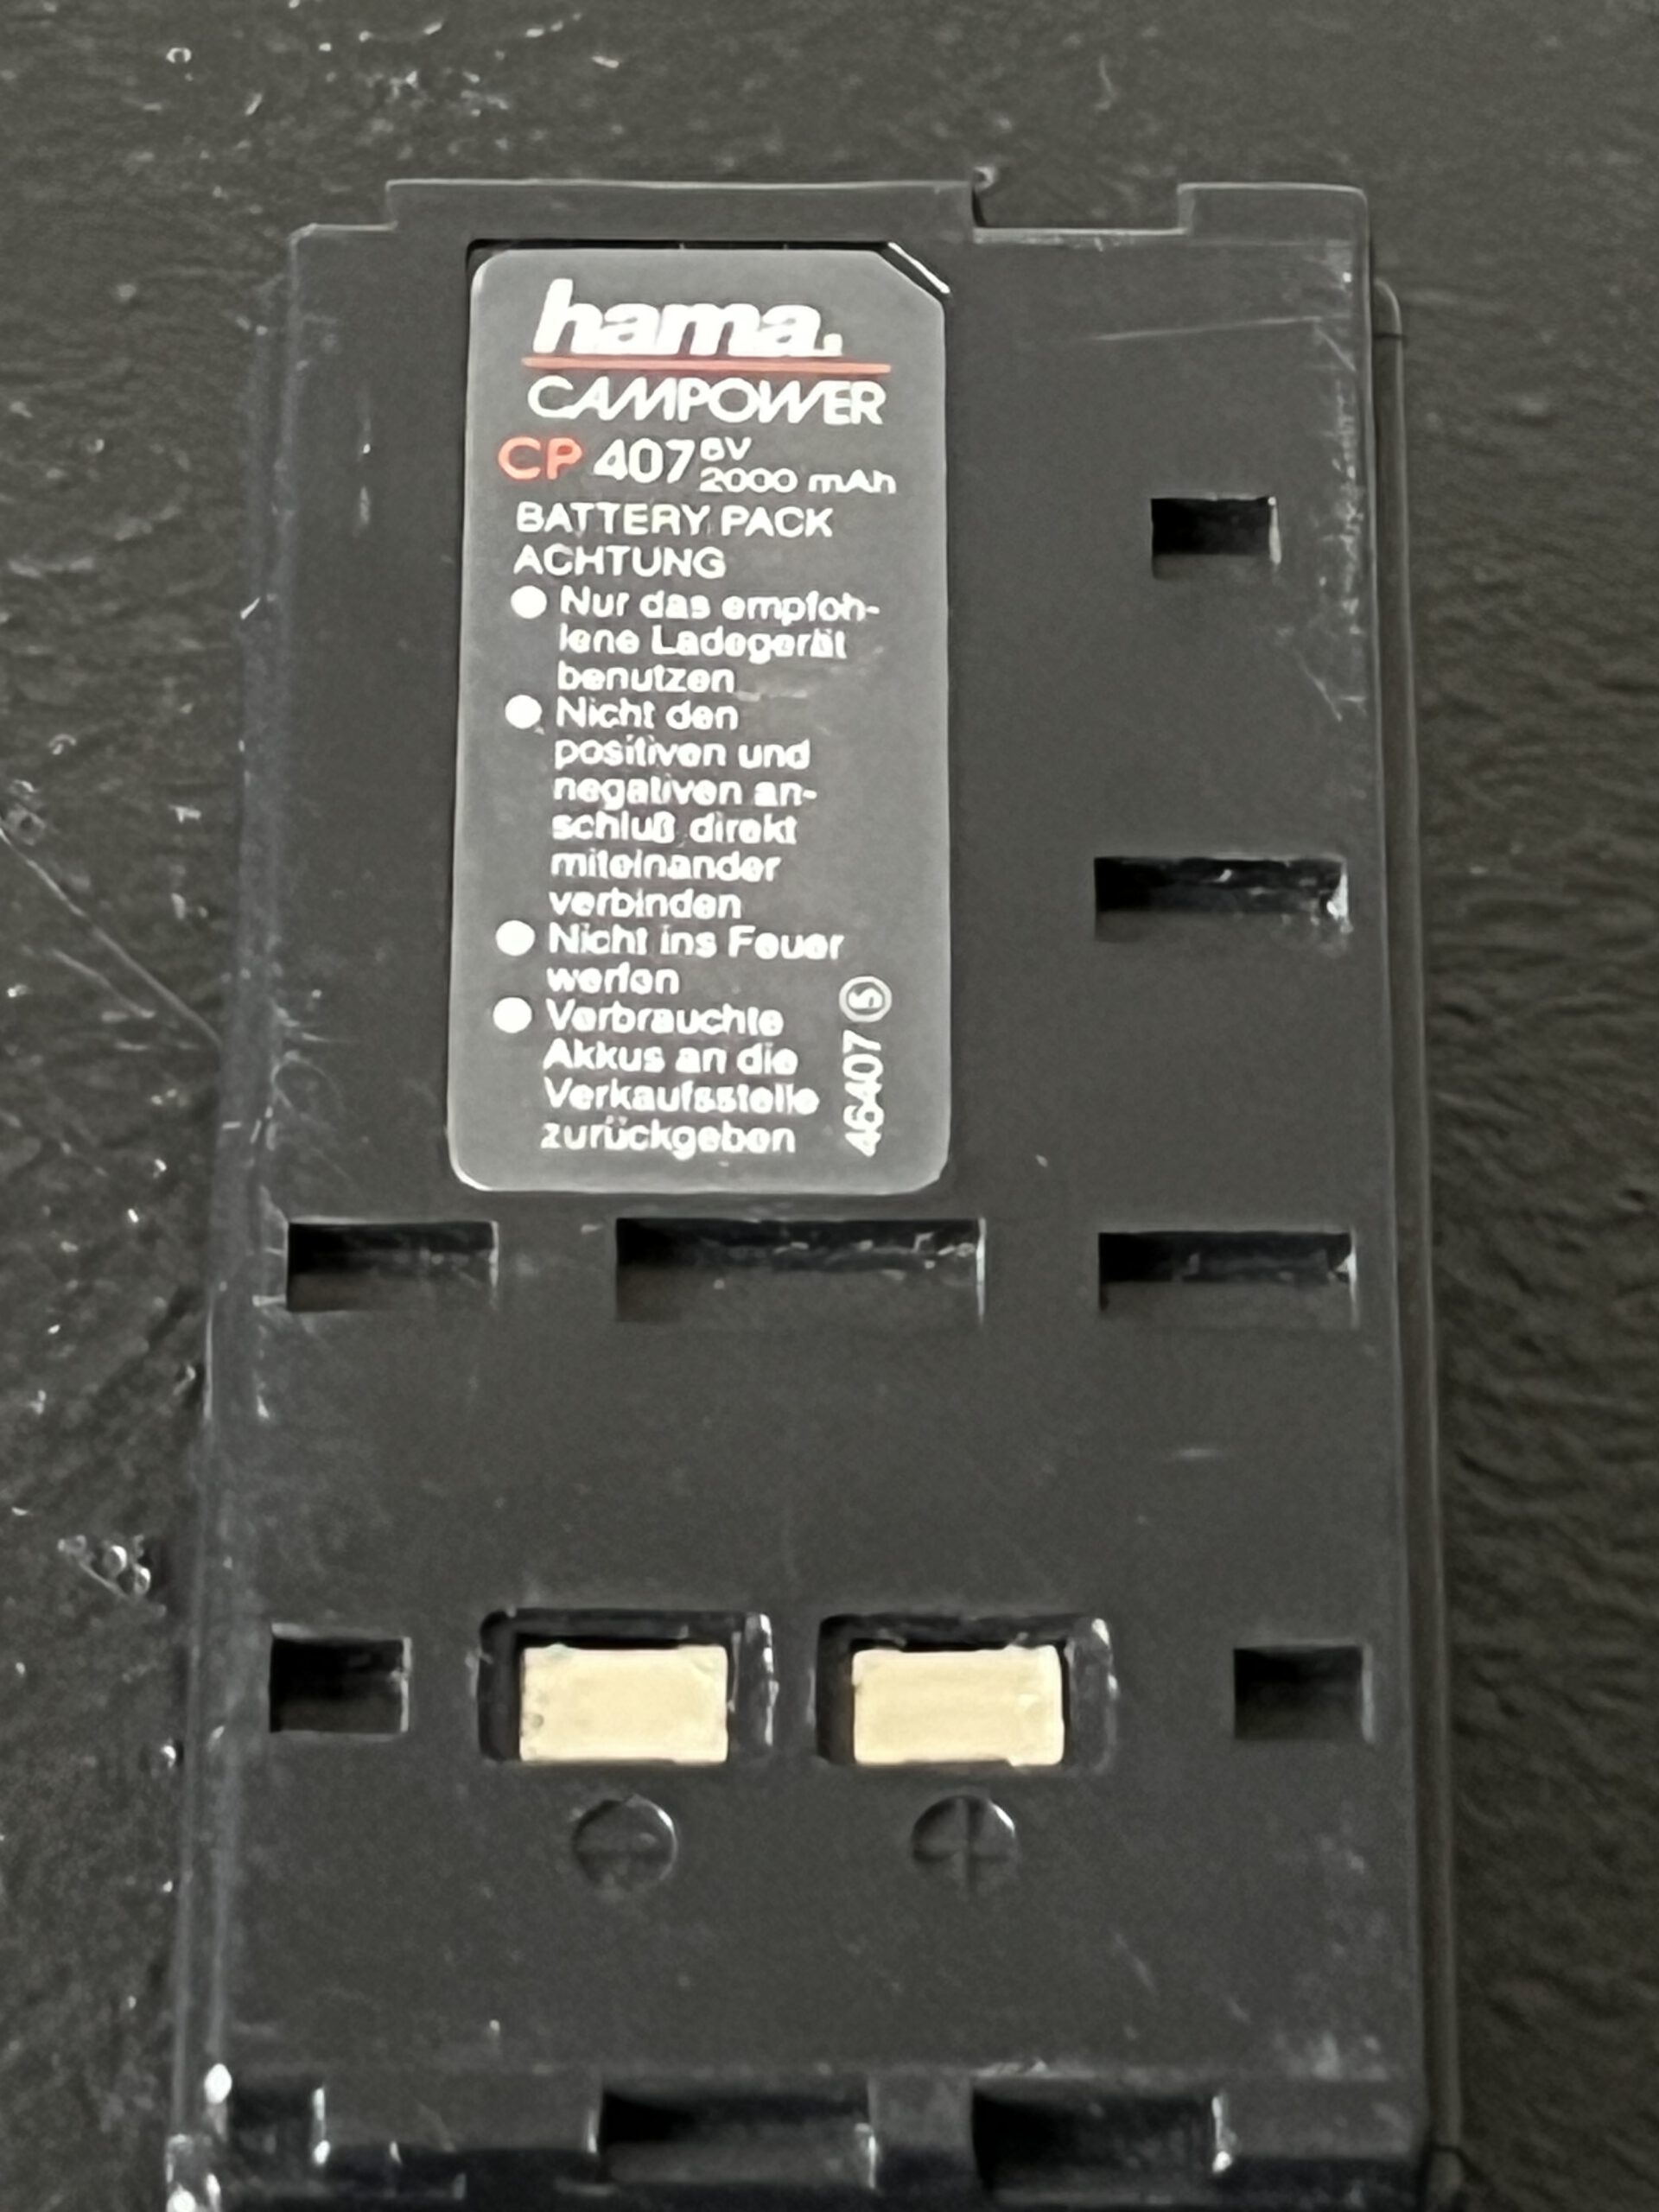 hama.
CAMPOWER
CP 407 6V
2000 mAh
BATTERY PACK
ACHTUNG
● Nur das empfoh-
lene Ladegerät
benutzen
● Nicht den
positiven und
negativen an-
schluß direkt
miteinander
verbinden
● Nicht ins Feuer
werfen
● Verbrauchte
Akkus an die
Verkaufsstelle
zurückgeben
46407 Ⓢ